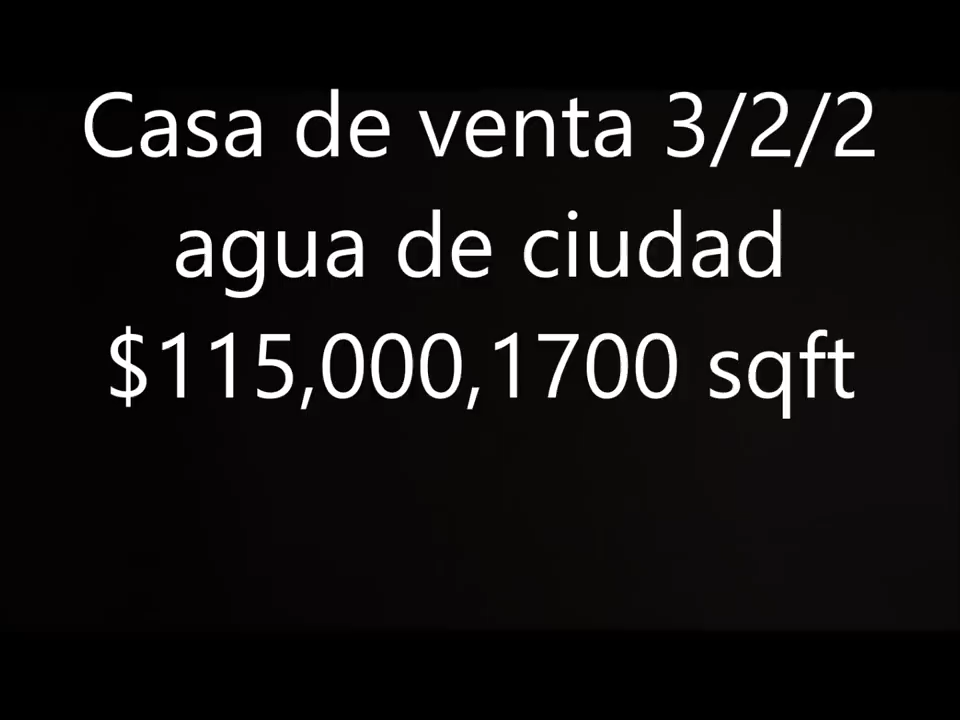 Casa de venta 3/2/2
agua de ciudad
$115,000,1700 sqft